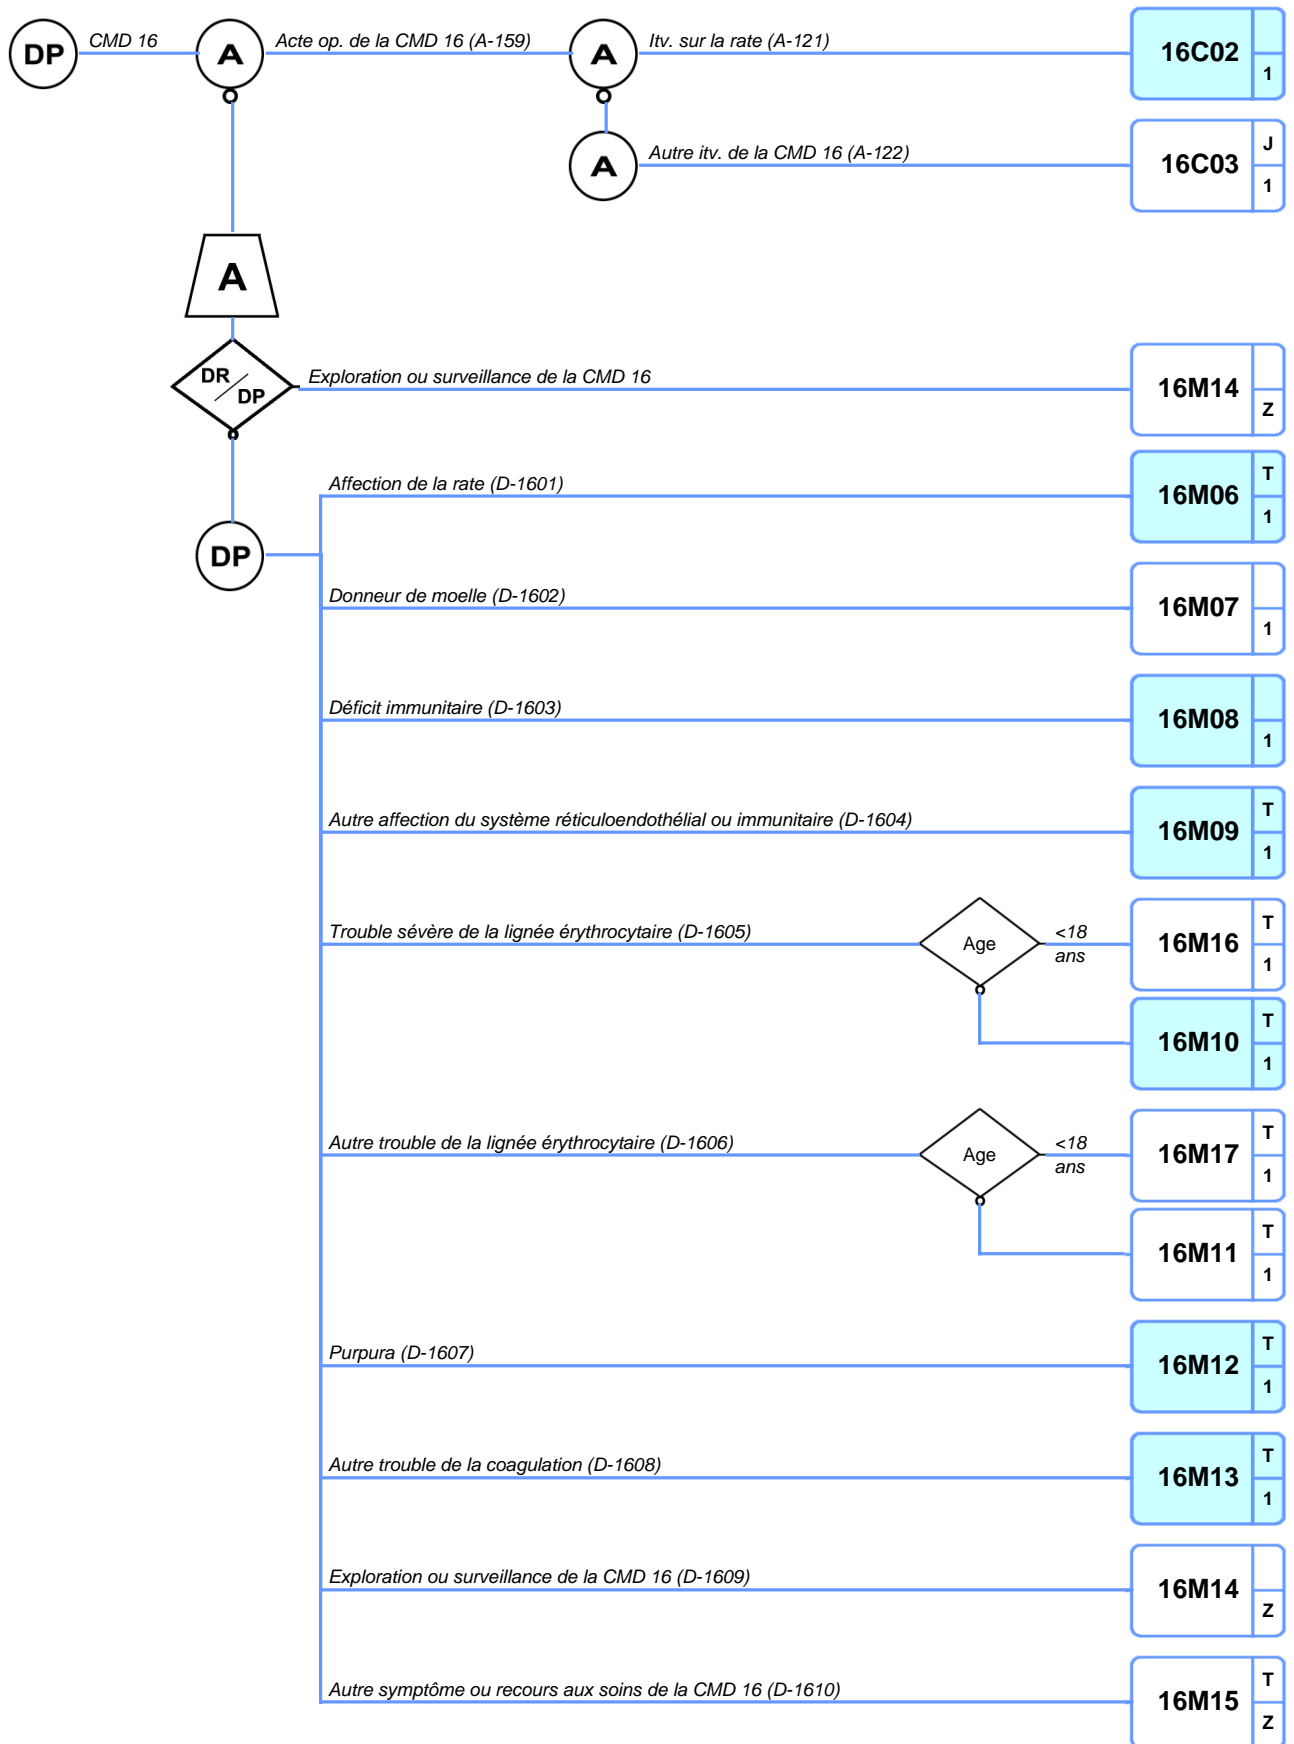 DP
CMD 16
A
Acte op. de la CMD 16 (A-159)
A
Itv. sur la rate (A-121)
16C02
1
A
Autre itv. de la CMD 16 (A-122)
16C03
J
1
A
DR
DP
Exploration ou surveillance de la CMD 16
16M14
Z
DP
Affection de la rate (D-1601)
16M06
T
1
Donneur de moelle (D-1602)
16M07
1
Déficit immunitaire (D-1603)
16M08
1
Autre affection du système réticuloendothélial ou immunitaire (D-1604)
16M09
T
1
Trouble sévère de la lignée érythrocytaire (D-1605)
Age
<18
ans
16M16
T
1
16M10
T
1
Autre trouble de la lignée érythrocytaire (D-1606)
Age
<18
ans
16M17
T
1
16M11
T
1
Purpura (D-1607)
16M12
T
1
Autre trouble de la coagulation (D-1608)
16M13
T
1
Exploration ou surveillance de la CMD 16 (D-1609)
16M14
Z
Autre symptôme ou recours aux soins de la CMD 16 (D-1610)
16M15
T
Z